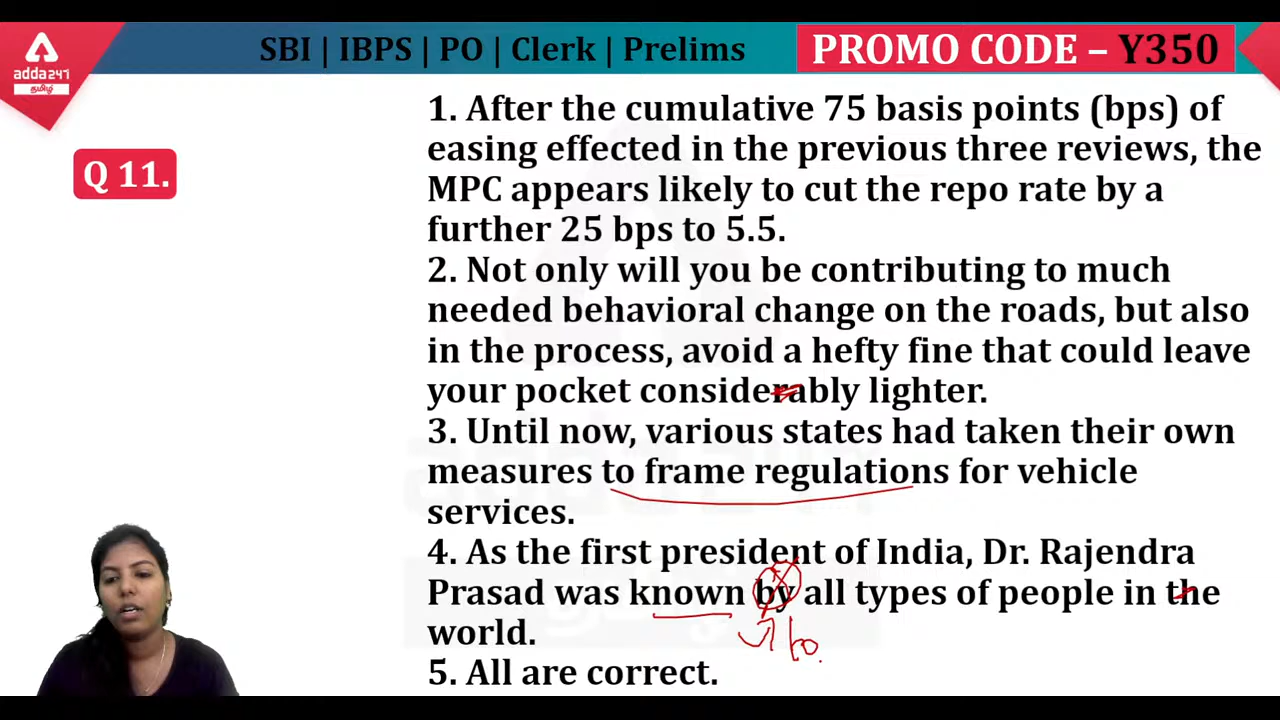 SBI | IBPS | PO | Clerk | Prelims
PROMO CODE – Y350
adda247
தமிழ்
Q 11.
1. After the cumulative 75 basis points (bps) of
easing effected in the previous three reviews, the
MPC appears likely to cut the repo rate by a
further 25 bps to 5.5.
2. Not only will you be contributing to much
needed behavioral change on the roads, but also
in the process, avoid a hefty fine that could leave
your pocket considerably lighter.
3. Until now, various states had taken their own
measures to frame regulations for vehicle
services.
4. As the first president of India, Dr. Rajendra
Prasad was known by all types of people in the
world.
to.
5. All are correct.